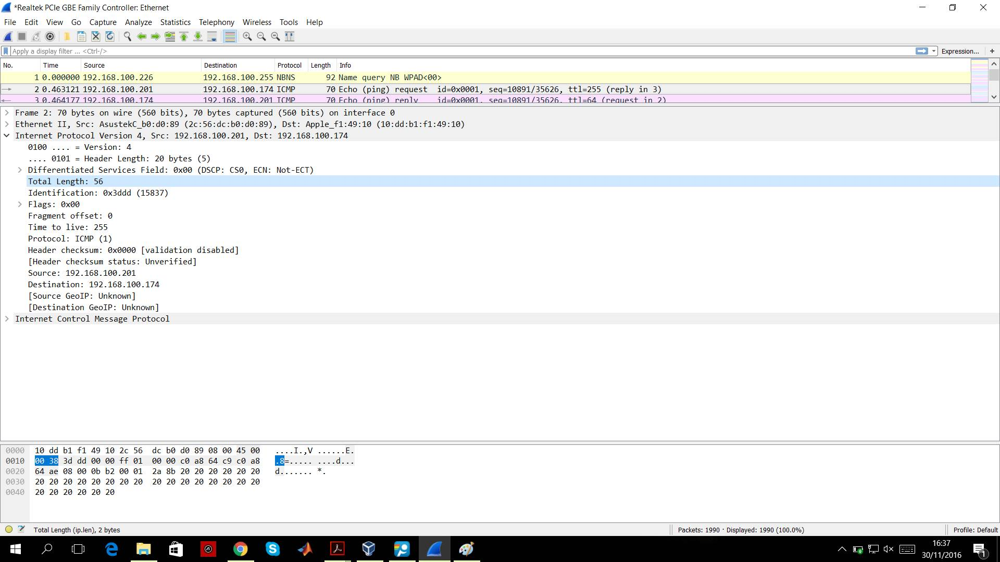 *Realtek PCIe GBE Family Controller: Ethernet
File Edit View Go Capture Analyze Statistics Telephony Wireless Tools Help
Apply a display filter ... <Ctrl-/> Expression... +
No. Time Source Destination Protocol Length Info
1 0.000000 192.168.100.226 192.168.100.255 NBNS 92 Name query NB WPAD<00>
2 0.463121 192.168.100.201 192.168.100.174 ICMP 70 Echo (ping) request id=0x0001, seq=10891/35626, ttl=255 (reply in 3)
3 0.464177 192.168.100.174 192.168.100.201 ICMP 70 Echo (ping) reply id=0x0001, seq=10891/35626, ttl=64 (request in 2)
Frame 2: 70 bytes on wire (560 bits), 70 bytes captured (560 bits) on interface 0
Ethernet II, Src: AsustekC_b0:d0:89 (2c:56:dc:b0:d0:89), Dst: Apple_f1:49:10 (10:dd:b1:f1:49:10)
Internet Protocol Version 4, Src: 192.168.100.201, Dst: 192.168.100.174
0100 .... = Version: 4
.... 0101 = Header Length: 20 bytes (5)
Differentiated Services Field: 0x00 (DSCP: CS0, ECN: Not-ECT)
Total Length: 56
Identification: 0x3ddd (15837)
Flags: 0x00
Fragment offset: 0
Time to live: 255
Protocol: ICMP (1)
Header checksum: 0x0000 [validation disabled]
[Header checksum status: Unverified]
Source: 192.168.100.201
Destination: 192.168.100.174
[Source GeoIP: Unknown]
[Destination GeoIP: Unknown]
Internet Control Message Protocol
0000 10 dd b1 f1 49 10 2c 56 dc b0 d0 89 08 00 45 00 ....I.,V ......E.
0010 00 38 3d dd 00 00 ff 01 00 00 c0 a8 64 c9 c0 a8 .8=..... ....d...
0020 64 ae 08 00 0b b2 00 01 2a 8b 20 20 20 20 20 20 d....... *.
0030 20 20 20 20 20 20 20 20 20 20 20 20 20 20 20 20
0040 20 20 20 20 20 20
Total Length (ip.len), 2 bytes Packets: 1990 · Displayed: 1990 (100.0%) Profile: Default
16:37
30/11/2016
1